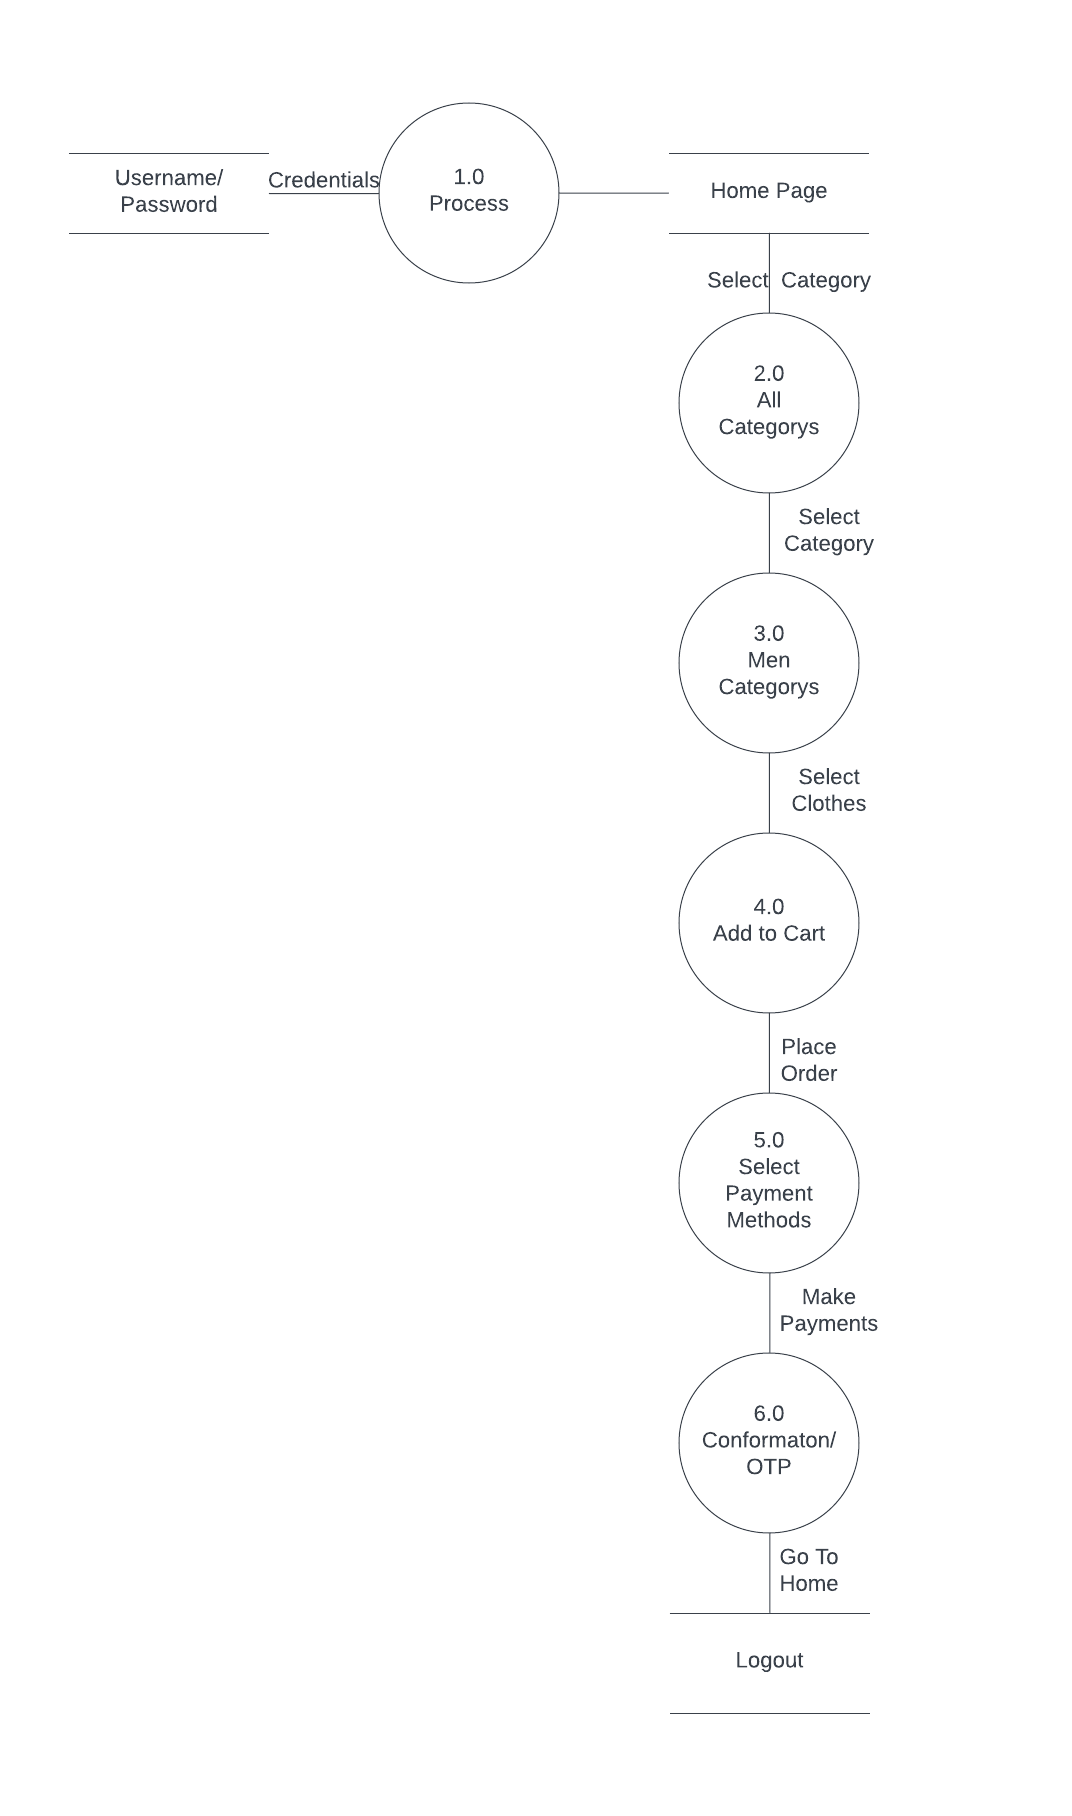 Username/
Password
Credentials
1.0
Process
Home Page
Select Category
2.0
All
Categorys
Select
Category
3.0
Men
Categorys
Select
Clothes
4.0
Add to Cart
Place
Order
5.0
Select
Payment
Methods
Make
Payments
6.0
Conformaton/
OTP
Go To
Home
Logout